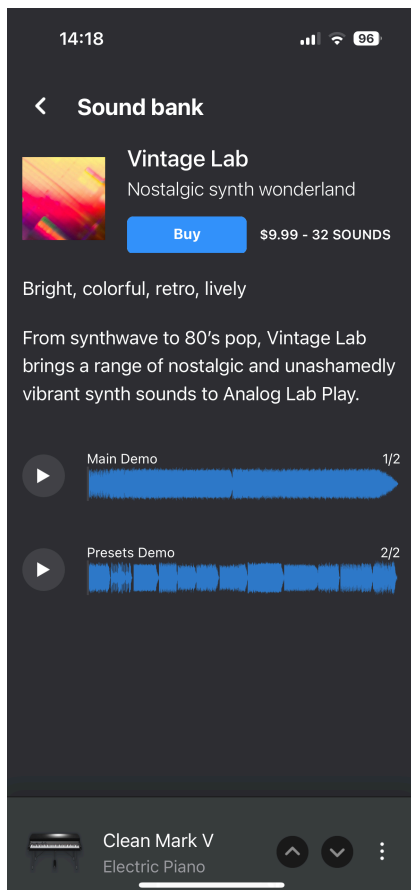 14:18
96
Sound bank
Vintage Lab
Nostalgic synth wonderland
Buy
$9.99 - 32 SOUNDS
Bright, colorful, retro, lively
From synthwave to 80’s pop, Vintage Lab
brings a range of nostalgic and unashamedly
vibrant synth sounds to Analog Lab Play.
Main Demo
1/2
Presets Demo
2/2
Clean Mark V
Electric Piano